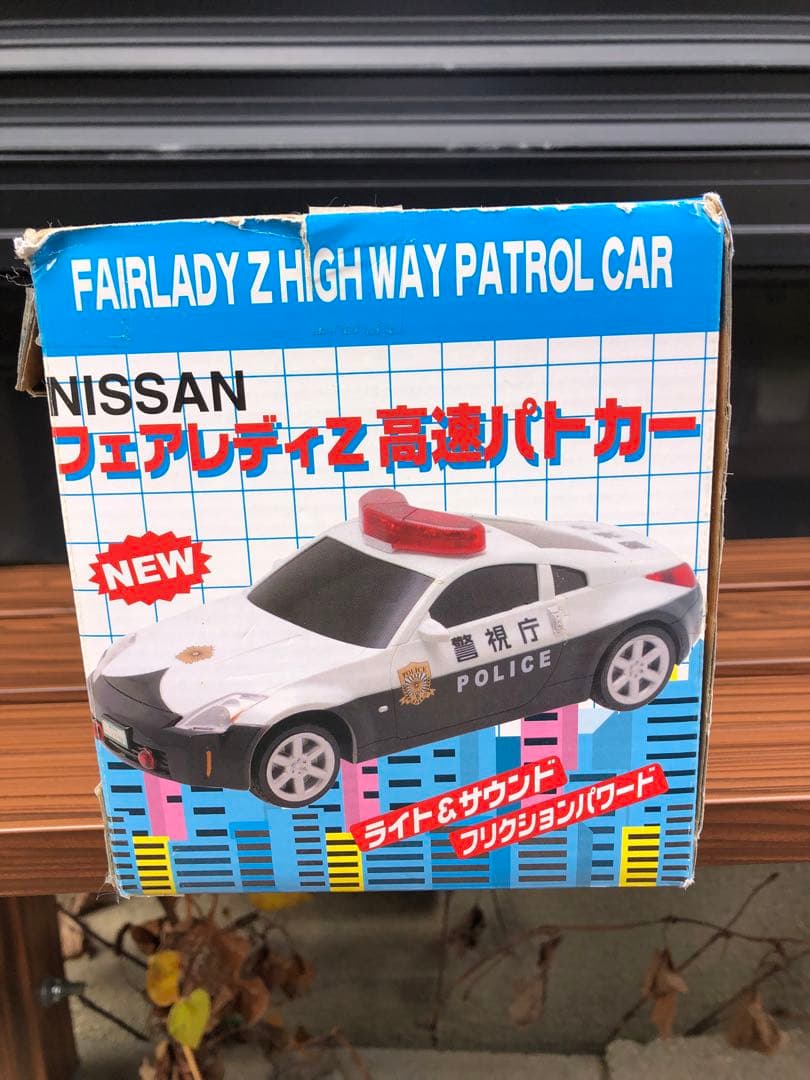 FAIRLADY Z HIGH WAY PATROL CAR
NISSAN
フェアレディZ 高速パトカー
NEW
警視庁
POLICE
POLICE
ライト&サウンド
フリクションパワード